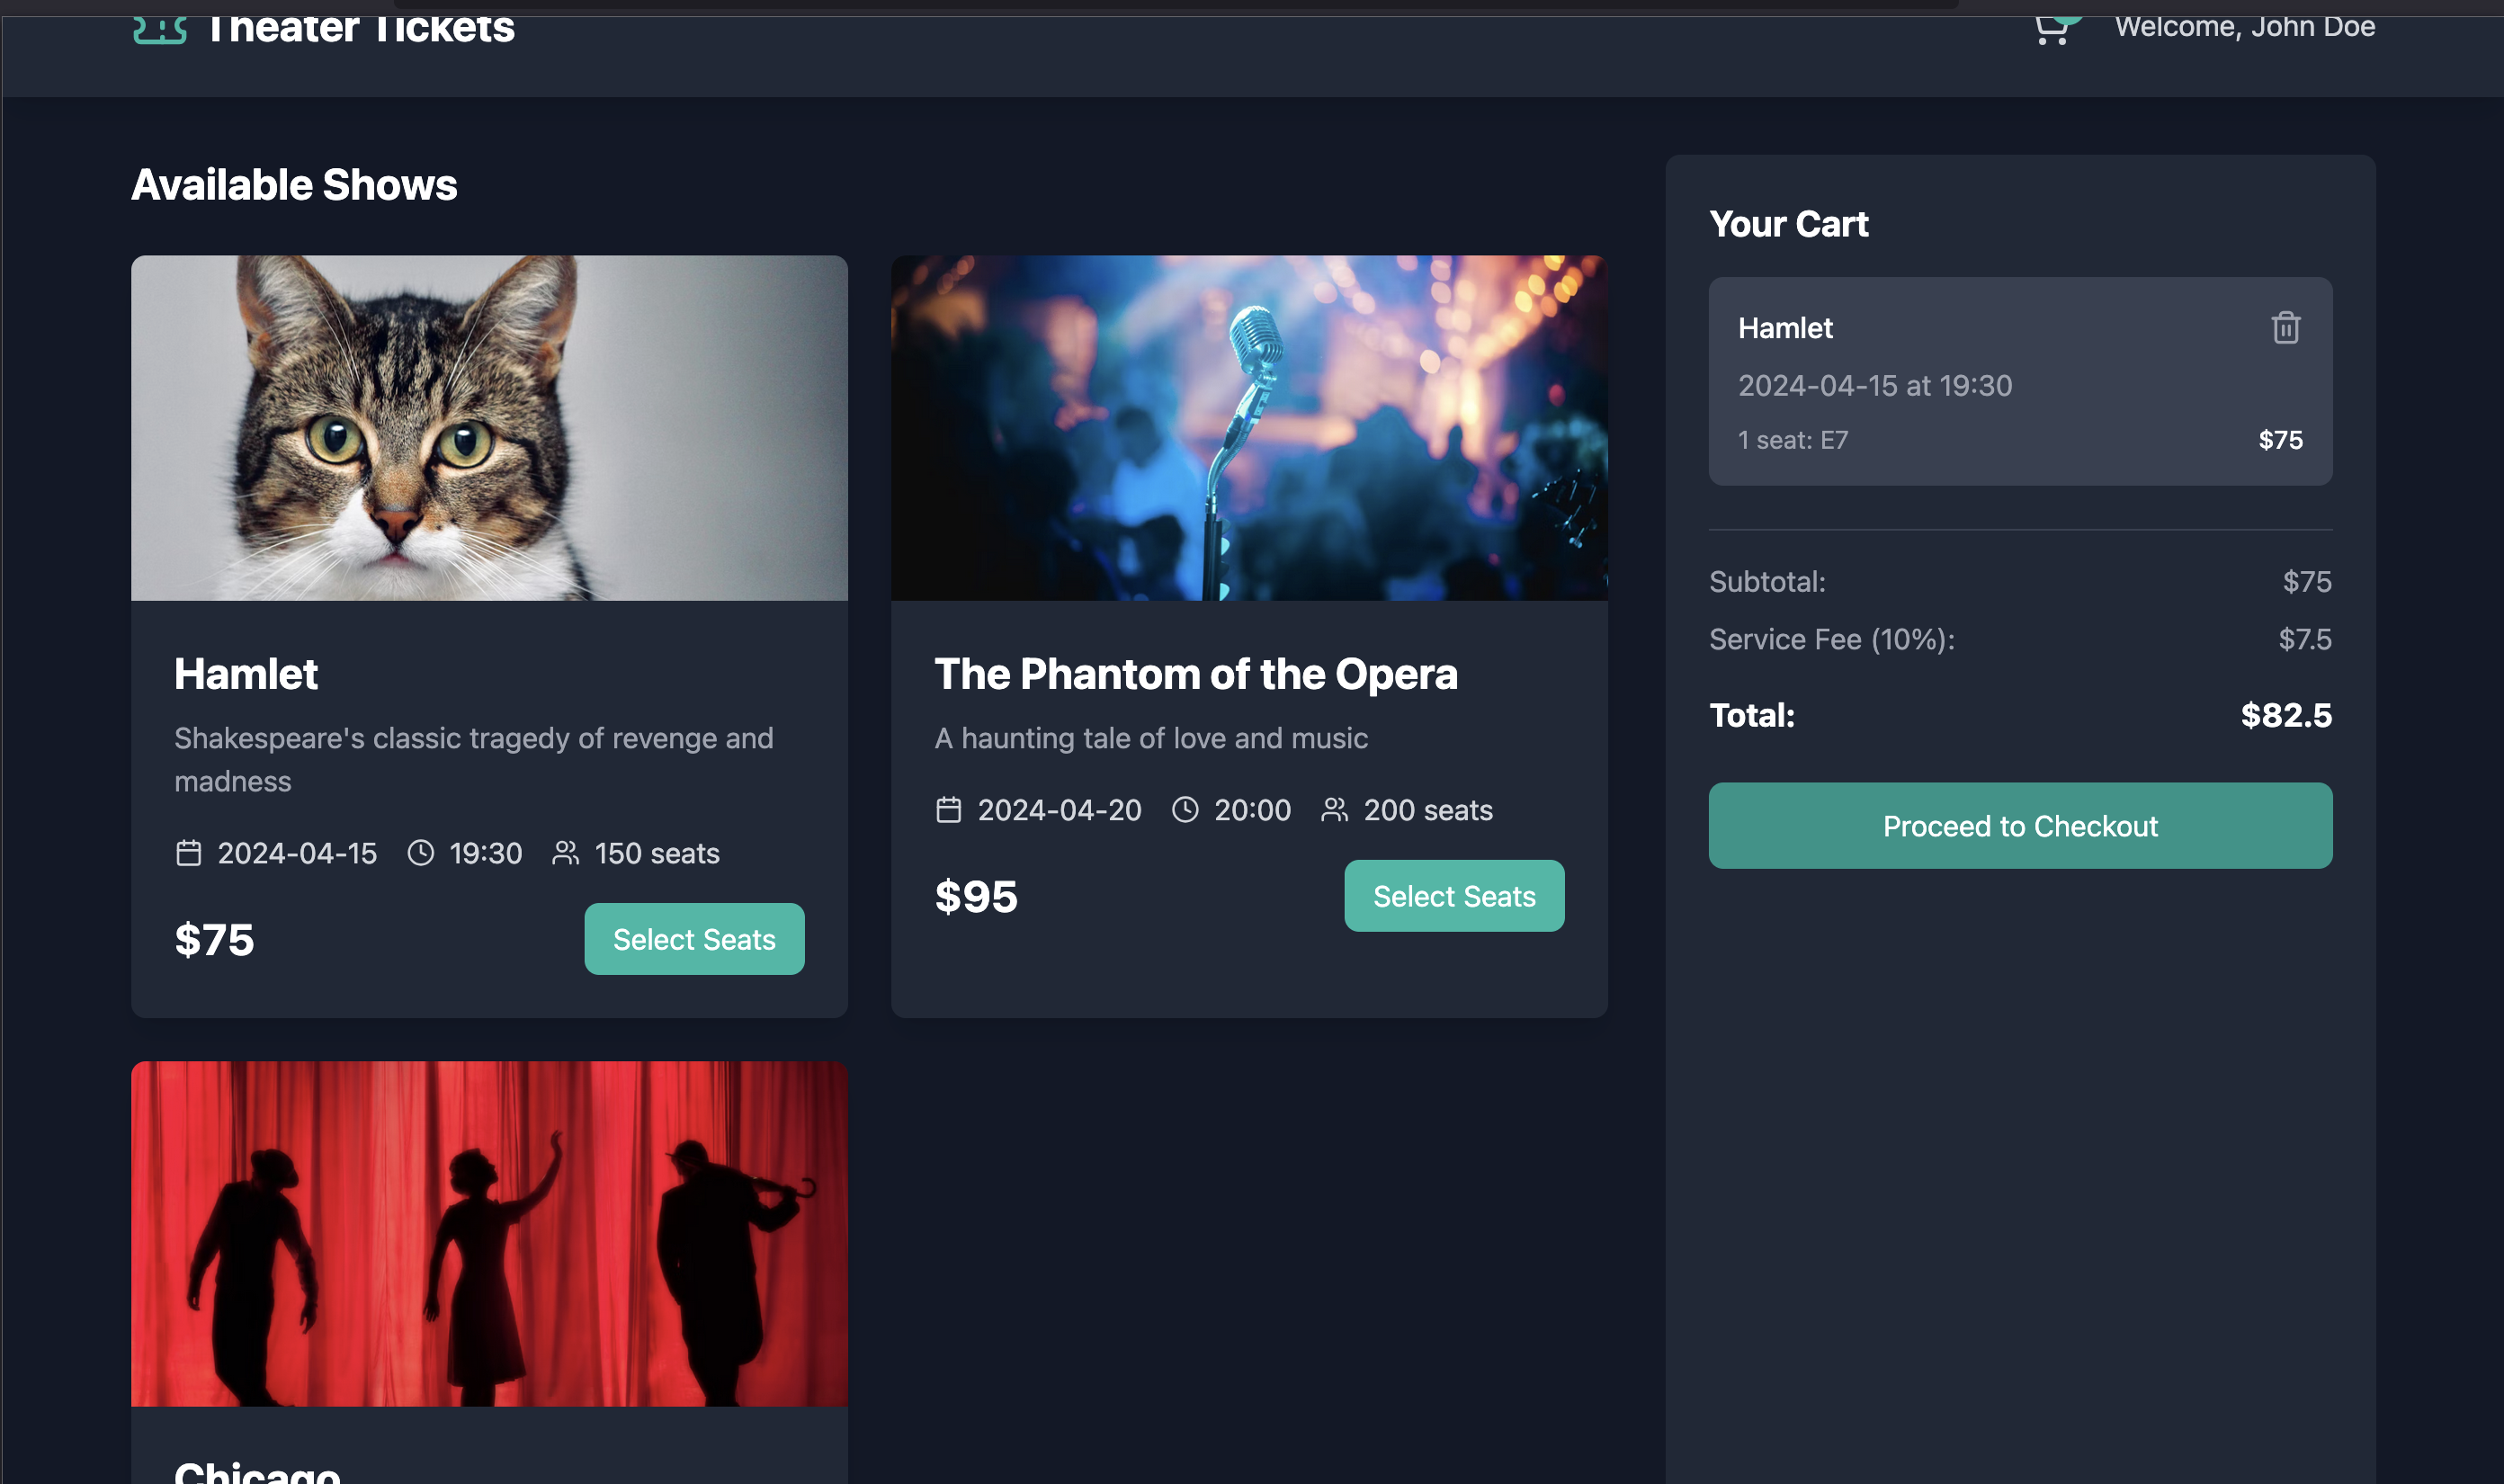 Theater Tickets
Welcome, John Doe
Available Shows
Hamlet
Shakespeare's classic tragedy of revenge and
madness
2024-04-15 19:30 150 seats
$75 Select Seats
The Phantom of the Opera
A haunting tale of love and music
2024-04-20 20:00 200 seats
$95 Select Seats
Chicago
Your Cart
Hamlet
2024-04-15 at 19:30
1 seat: E7 $75
Subtotal: $75
Service Fee (10%): $7.5
Total: $82.5
Proceed to Checkout